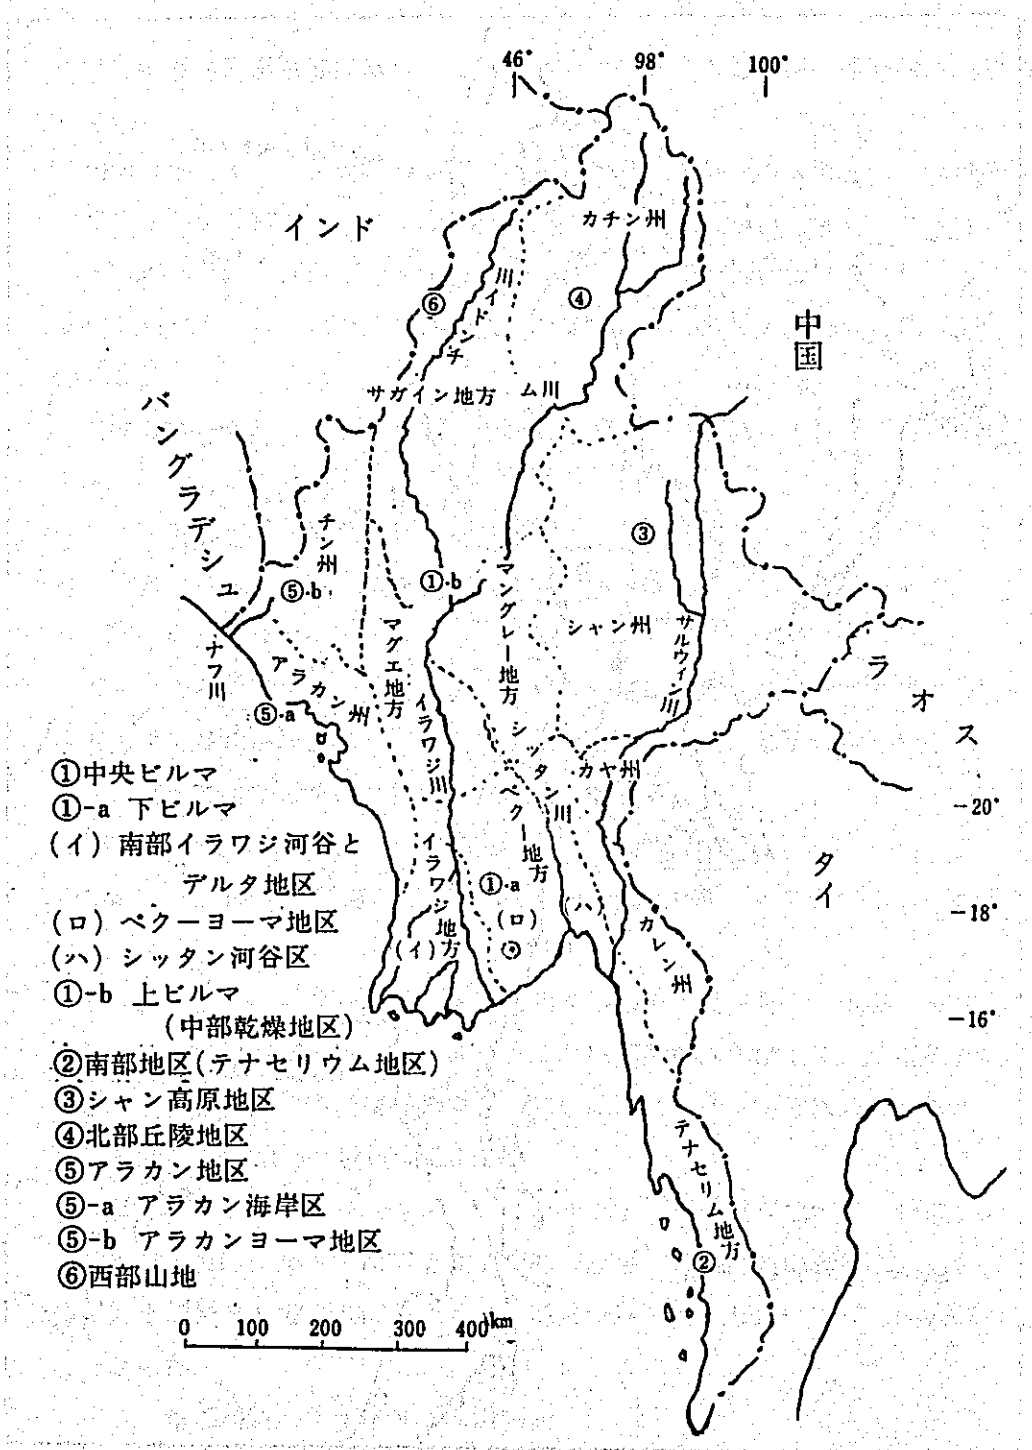 46° 98° 100°
インド
カチン州
④
⑥
チンドイン川
中国
サガイン地方
ム川
バングラデシュ
チン州
③
①-b
⑤-b
マングレー地方
シャン州
サルウィン川
ラオス
ナフ川
アラカン州
マグエ地方
イラワジ川
⑤-a
シッタン川
カヤ州
ペクー地方
タイ
イラワジ地方
①-a
(イ)
(ロ)
(ハ)
カレン州
テナセリム地方
②
-20°
-18°
-16°
①中央ビルマ
①-a 下ビルマ
(イ) 南部イラワジ河谷と
デルタ地区
(ロ) ペクーヨーマ地区
(ハ) シッタン河谷区
①-b 上ビルマ
(中部乾燥地区)
②南部地区(テナセリウム地区)
③シャン高原地区
④北部丘陵地区
⑤アラカン地区
⑤-a アラカン海岸区
⑤-b アラカンヨーマ地区
⑥西部山地
0 100 200 300 400km